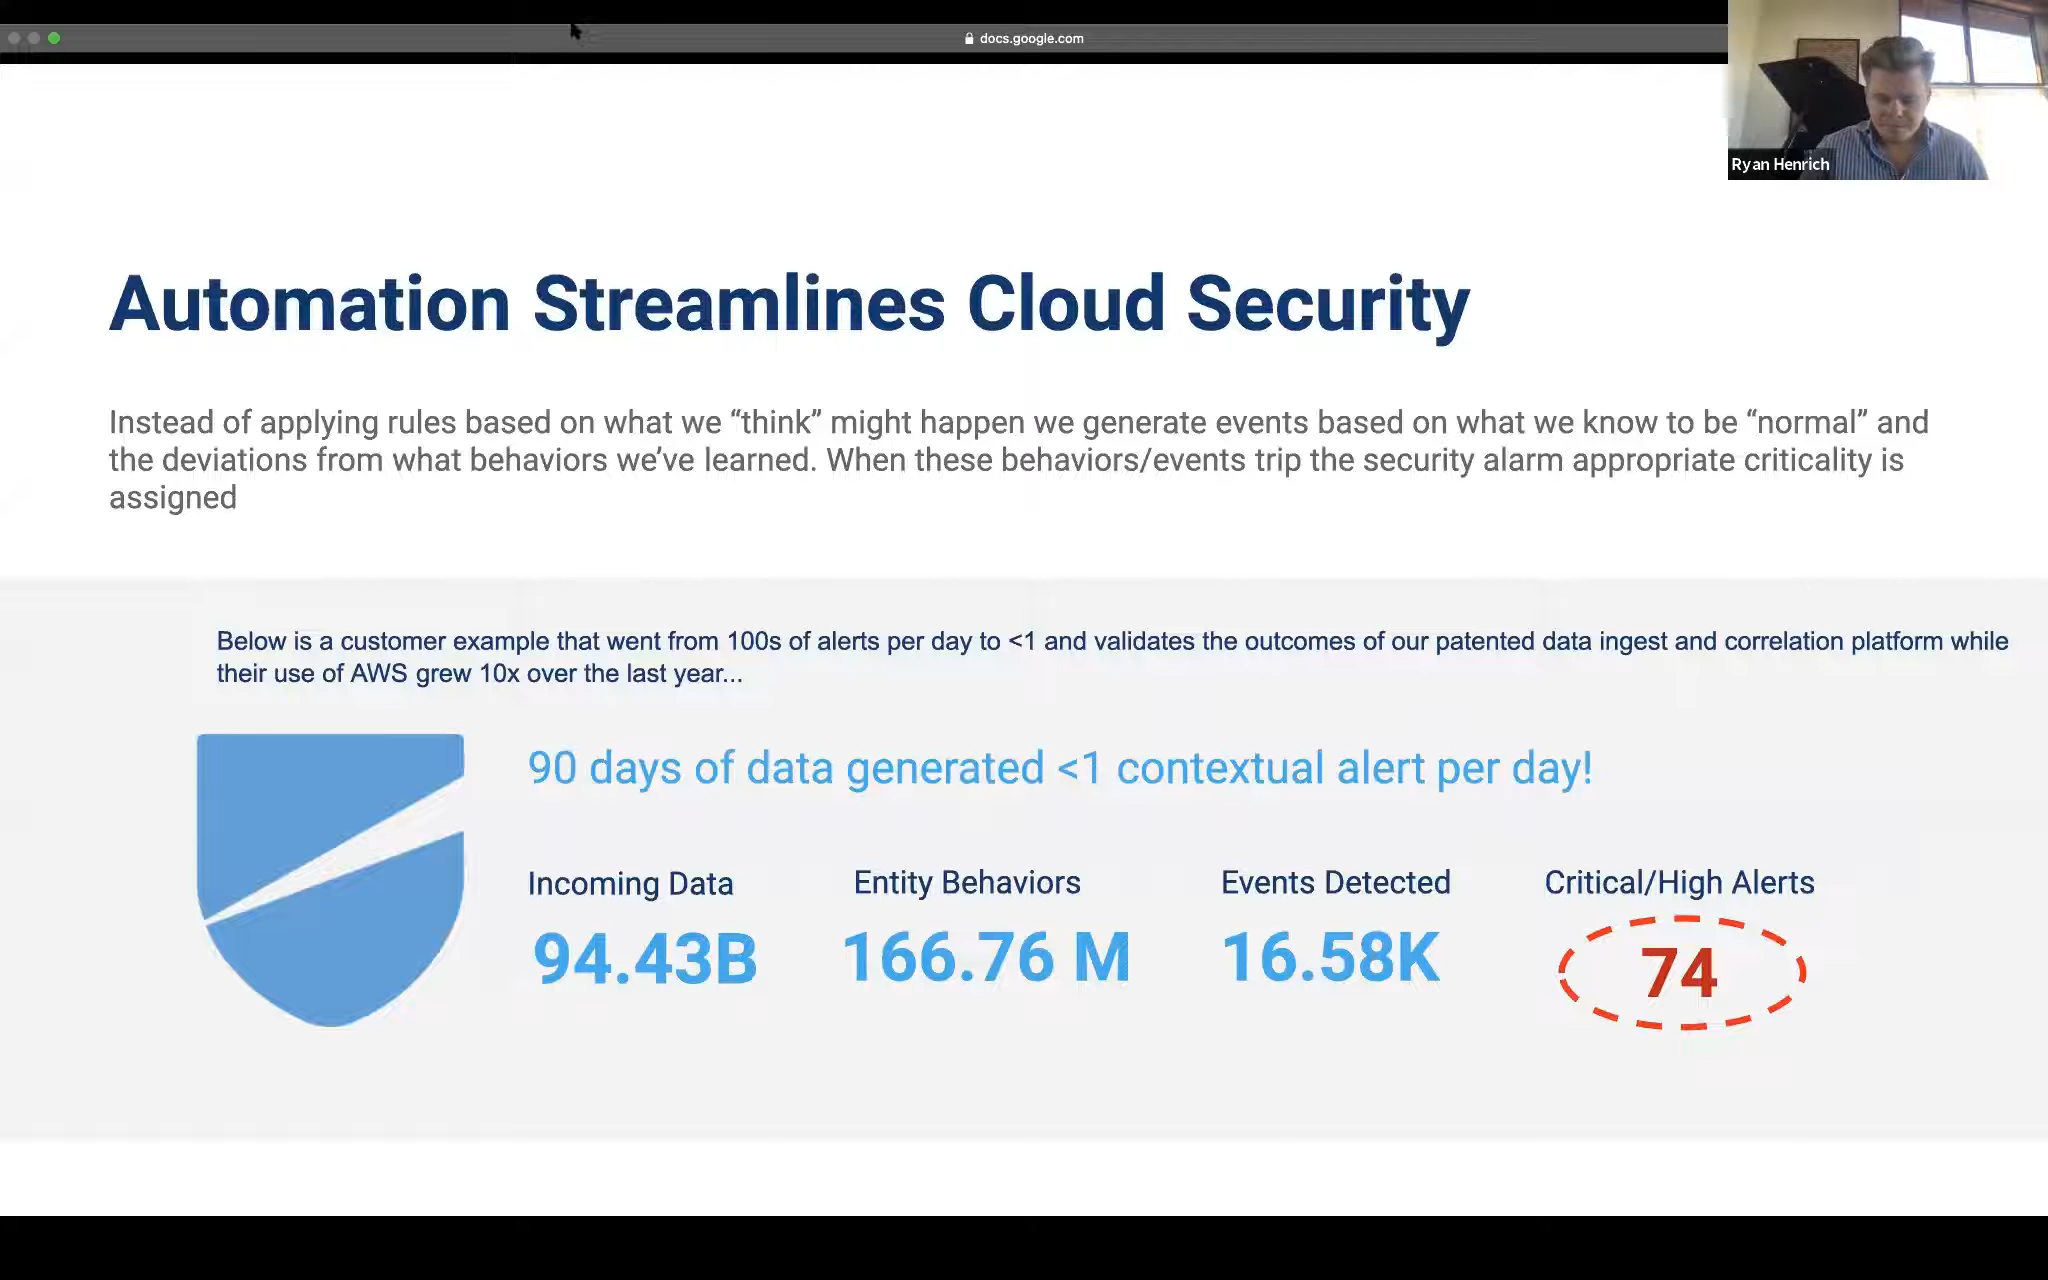 docs.google.com
Ryan Henrich
Automation Streamlines Cloud Security
Instead of applying rules based on what we “think” might happen we generate events based on what we know to be “normal” and
the deviations from what behaviors we’ve learned. When these behaviors/events trip the security alarm appropriate criticality is
assigned
Below is a customer example that went from 100s of alerts per day to <1 and validates the outcomes of our patented data ingest and correlation platform while
their use of AWS grew 10x over the last year...
90 days of data generated <1 contextual alert per day!
Incoming Data
94.43B
Entity Behaviors
166.76 M
Events Detected
16.58K
Critical/High Alerts
74